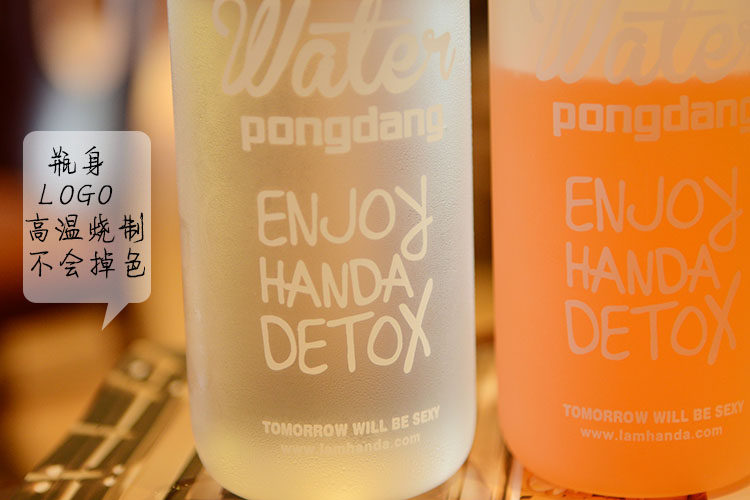 瓶身
LOGO
高温烧制
不会掉色
Water
pongdang
ENJOY
HANDA
DETOX
TOMORROW WILL BE SEXY
www.lamhanda.com
Water
pongdang
ENJOY
HANDA
DETOX
TOMORROW WILL BE SEXY
www.lamhanda.com